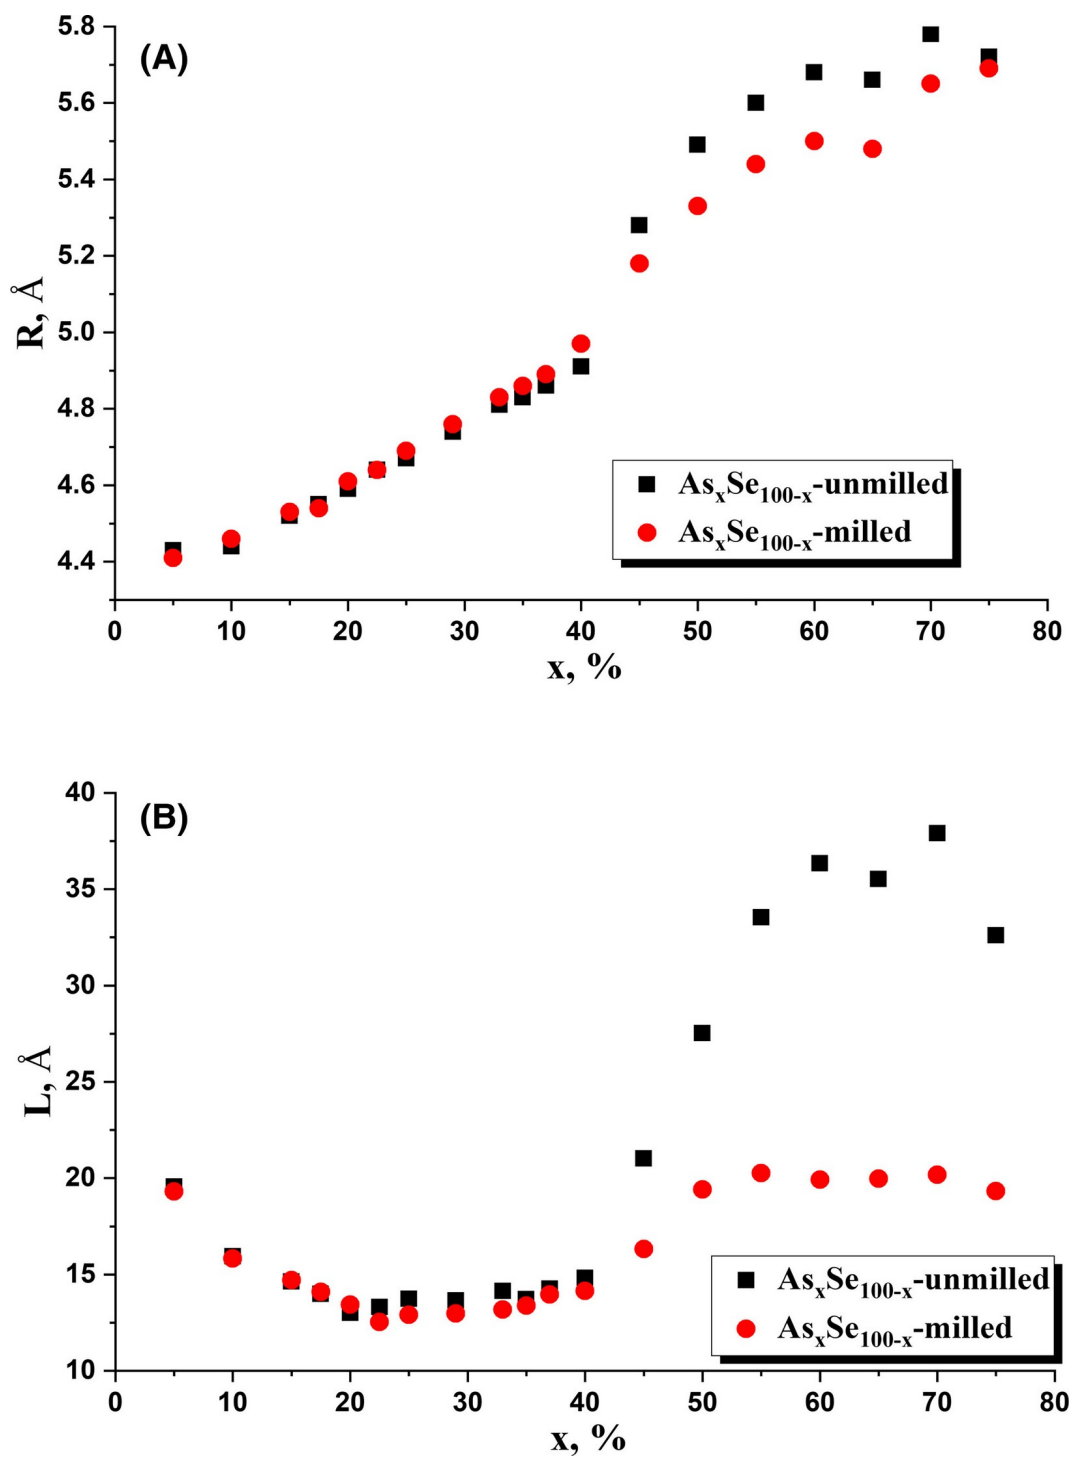 (A)
5.8
5.6
5.4
5.2
5.0
4.8
4.6
4.4
R, Å
AsₓSe₁₀₀₋ₓ-unmilled
AsₓSe₁₀₀₋ₓ-milled
0 10 20 30 40 50 60 70 80
x, %
(B)
40
35
30
25
20
15
10
L, Å
AsₓSe₁₀₀₋ₓ-unmilled
AsₓSe₁₀₀₋ₓ-milled
0 10 20 30 40 50 60 70 80
x, %